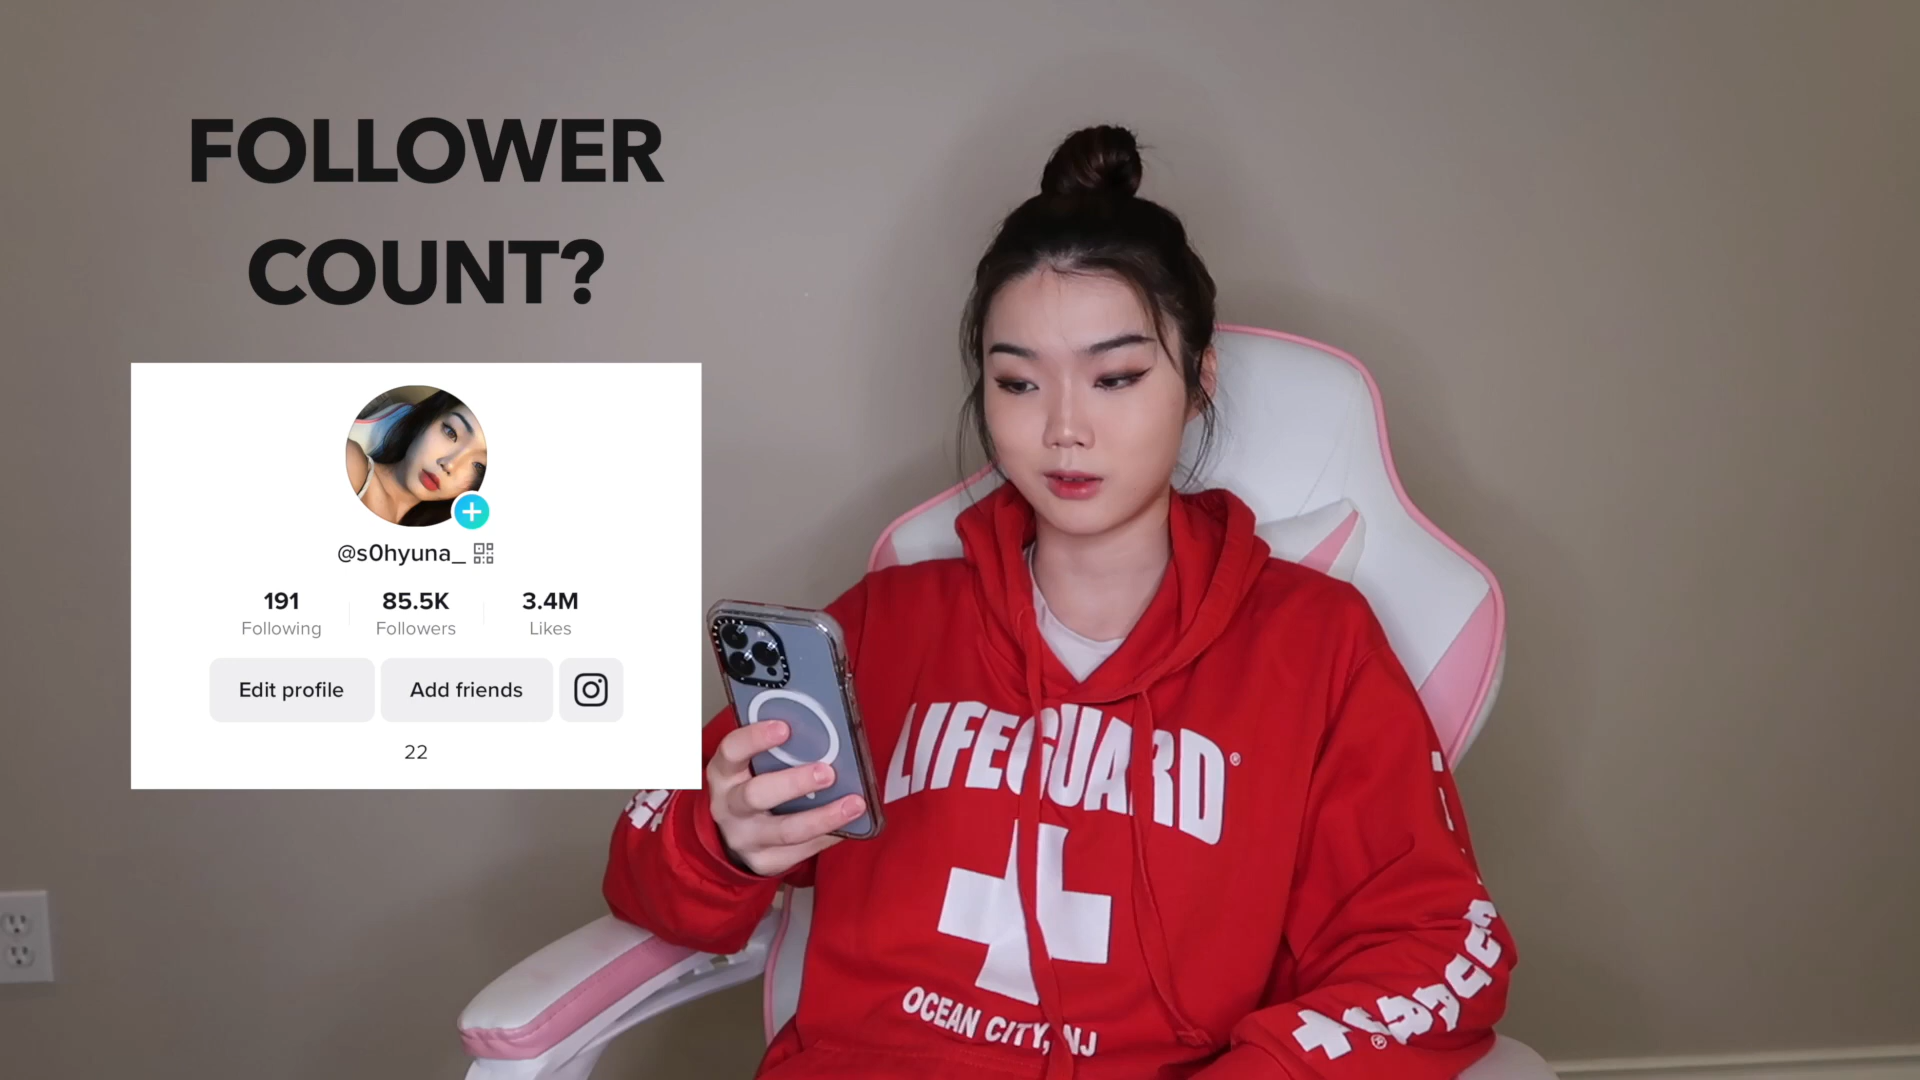 FOLLOWER
COUNT?
@s0hyuna_
191 85.5K 3.4M
Following Followers Likes
Edit profile Add friends
22
LIFEGUARD®
OCEAN CITY, NJ